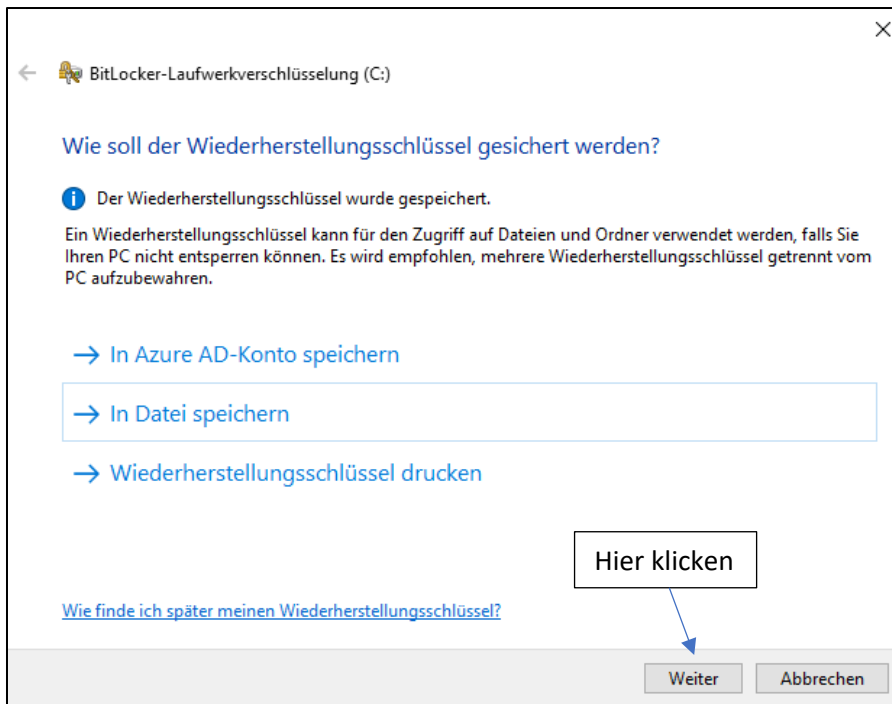 BitLocker-Laufwerkverschlüsselung (C:)
Wie soll der Wiederherstellungsschlüssel gesichert werden?
Der Wiederherstellungsschlüssel wurde gespeichert.
Ein Wiederherstellungsschlüssel kann für den Zugriff auf Dateien und Ordner verwendet werden, falls Sie
Ihren PC nicht entsperren können. Es wird empfohlen, mehrere Wiederherstellungsschlüssel getrennt vom
PC aufzubewahren.
In Azure AD-Konto speichern
In Datei speichern
Wiederherstellungsschlüssel drucken
Hier klicken
Wie finde ich später meinen Wiederherstellungsschlüssel?
Weiter Abbrechen